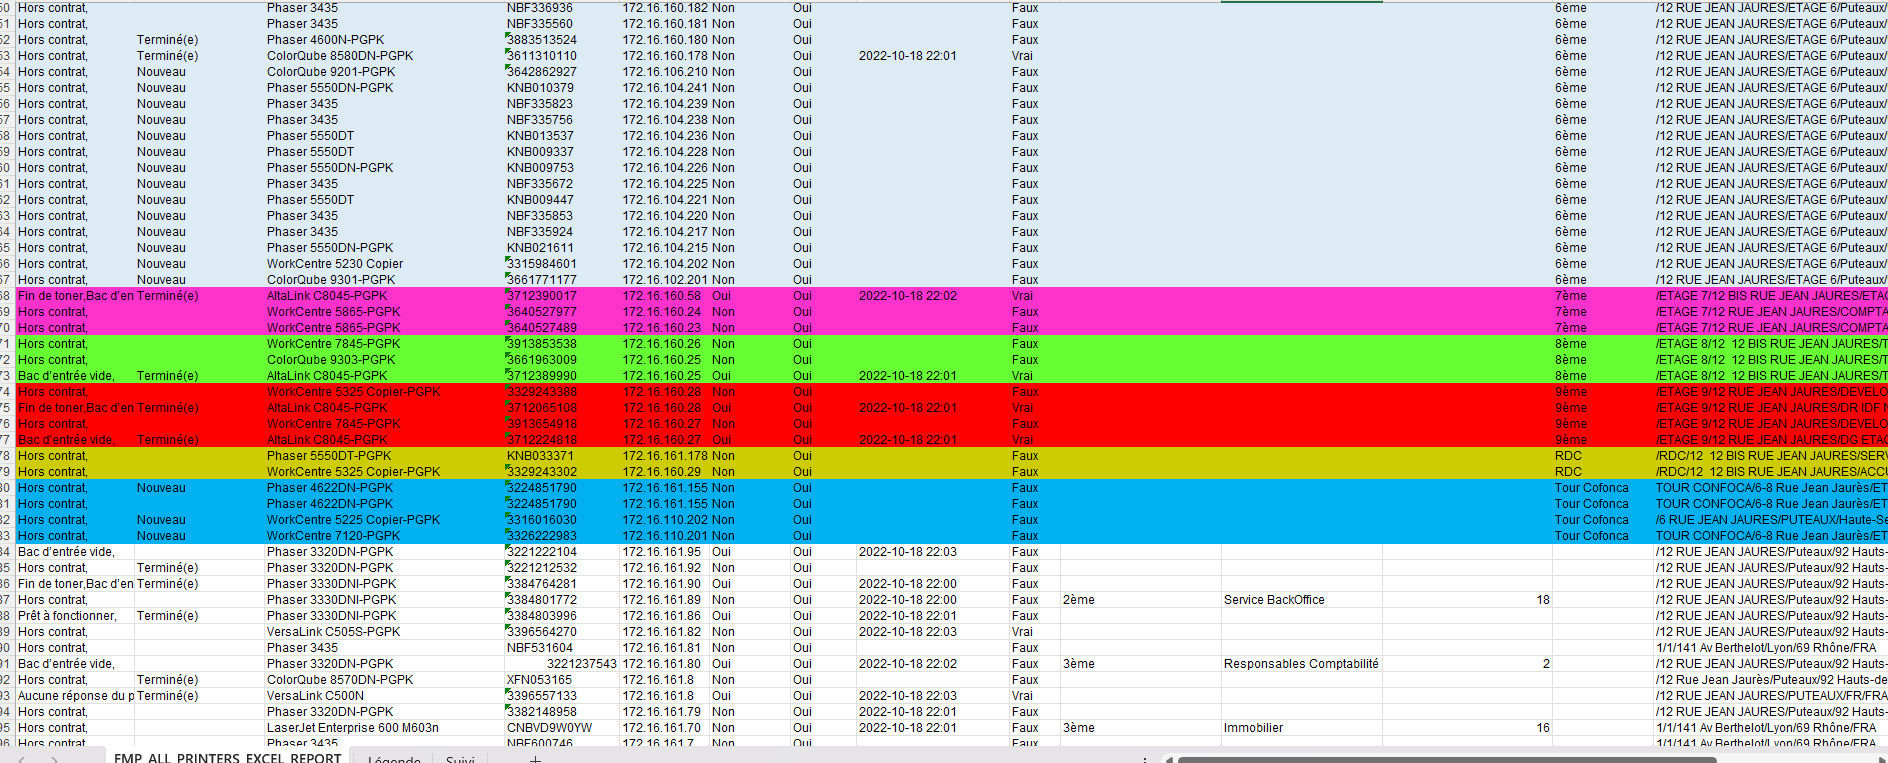 50 Hors contrat, Phaser 3435 NBF336936 172.16.160.182 Non Oui Faux 6ème /12 RUE JEAN JAURES/ETAGE 6/Puteaux/
51 Hors contrat, Phaser 3435 NBF335560 172.16.160.181 Non Oui Faux 6ème /12 RUE JEAN JAURES/ETAGE 6/Puteaux/
52 Hors contrat, Terminé(e) Phaser 4600N-PGPK 3883513524 172.16.160.180 Non Oui Faux 6ème /12 RUE JEAN JAURES/ETAGE 6/Puteaux/
53 Hors contrat, Terminé(e) ColorQube 8580DN-PGPK 3611310110 172.16.160.178 Non Oui 2022-10-18 22:01 Vrai 6ème /12 RUE JEAN JAURES/ETAGE 6/Puteaux/
54 Hors contrat, Nouveau ColorQube 9201-PGPK 3642862927 172.16.106.210 Non Oui Faux 6ème /12 RUE JEAN JAURES/ETAGE 6/Puteaux/
55 Hors contrat, Nouveau Phaser 5550DN-PGPK KNB010379 172.16.104.241 Non Oui Faux 6ème /12 RUE JEAN JAURES/ETAGE 6/Puteaux/
56 Hors contrat, Nouveau Phaser 3435 NBF335823 172.16.104.239 Non Oui Faux 6ème /12 RUE JEAN JAURES/ETAGE 6/Puteaux/
57 Hors contrat, Nouveau Phaser 3435 NBF335756 172.16.104.238 Non Oui Faux 6ème /12 RUE JEAN JAURES/ETAGE 6/Puteaux/
58 Hors contrat, Nouveau Phaser 5550DT KNB013537 172.16.104.236 Non Oui Faux 6ème /12 RUE JEAN JAURES/ETAGE 6/Puteaux/
59 Hors contrat, Nouveau Phaser 5550DT KNB009337 172.16.104.228 Non Oui Faux 6ème /12 RUE JEAN JAURES/ETAGE 6/Puteaux/
60 Hors contrat, Nouveau Phaser 5550DN-PGPK KNB009753 172.16.104.226 Non Oui Faux 6ème /12 RUE JEAN JAURES/ETAGE 6/Puteaux/
61 Hors contrat, Nouveau Phaser 3435 NBF335672 172.16.104.225 Non Oui Faux 6ème /12 RUE JEAN JAURES/ETAGE 6/Puteaux/
62 Hors contrat, Nouveau Phaser 5550DT KNB009447 172.16.104.221 Non Oui Faux 6ème /12 RUE JEAN JAURES/ETAGE 6/Puteaux/
63 Hors contrat, Nouveau Phaser 3435 NBF335853 172.16.104.220 Non Oui Faux 6ème /12 RUE JEAN JAURES/ETAGE 6/Puteaux/
64 Hors contrat, Nouveau Phaser 3435 NBF335924 172.16.104.217 Non Oui Faux 6ème /12 RUE JEAN JAURES/ETAGE 6/Puteaux/
65 Hors contrat, Nouveau Phaser 5550DN-PGPK KNB021611 172.16.104.215 Non Oui Faux 6ème /12 RUE JEAN JAURES/ETAGE 6/Puteaux/
66 Hors contrat, Nouveau WorkCentre 5230 Copier 3315984601 172.16.104.202 Non Oui Faux 6ème /12 RUE JEAN JAURES/ETAGE 6/Puteaux/
67 Hors contrat, Nouveau ColorQube 9301-PGPK 3661771177 172.16.102.201 Non Oui Faux 6ème /12 RUE JEAN JAURES/ETAGE 6/Puteaux/
68 Fin de toner,Bac d'en Terminé(e) AltaLink C8045-PGPK 3712390017 172.16.160.58 Oui Oui 2022-10-18 22:02 Vrai 7ème /ETAGE 7/12 BIS RUE JEAN JAURES/ETAG
69 Hors contrat, WorkCentre 5865-PGPK 3640527977 172.16.160.24 Non Oui Faux 7ème /ETAGE 7/12 RUE JEAN JAURES/COMPTA
70 Hors contrat, WorkCentre 5865-PGPK 3640527489 172.16.160.23 Non Oui Faux 7ème /ETAGE 7/12 RUE JEAN JAURES/COMPTA
71 Hors contrat, WorkCentre 7845-PGPK 3913853538 172.16.160.26 Non Oui Faux 8ème /ETAGE 8/12 12 BIS RUE JEAN JAURES/T
72 Hors contrat, ColorQube 9303-PGPK 3661963009 172.16.160.25 Non Oui Faux 8ème /ETAGE 8/12 12 BIS RUE JEAN JAURES/T
73 Bac d'entrée vide, Terminé(e) AltaLink C8045-PGPK 3712389990 172.16.160.25 Oui Oui 2022-10-18 22:01 Vrai 8ème /ETAGE 8/12 12 BIS RUE JEAN JAURES/T
74 Hors contrat, WorkCentre 5325 Copier-PGPK 3329243388 172.16.160.28 Non Oui Faux 9ème /ETAGE 9/12 RUE JEAN JAURES/DEVELO
75 Fin de toner,Bac d'en Terminé(e) AltaLink C8045-PGPK 3712065108 172.16.160.28 Oui Oui 2022-10-18 22:01 Vrai 9ème /ETAGE 9/12 RUE JEAN JAURES/DR IDF N
76 Hors contrat, WorkCentre 7845-PGPK 3913654918 172.16.160.27 Non Oui Faux 9ème /ETAGE 9/12 RUE JEAN JAURES/DEVELO
77 Bac d'entrée vide, Terminé(e) AltaLink C8045-PGPK 3712224818 172.16.160.27 Oui Oui 2022-10-18 22:01 Vrai 9ème /ETAGE 9/12 RUE JEAN JAURES/DG ETAG
78 Hors contrat, Phaser 5550DT-PGPK KNB033371 172.16.161.178 Non Oui Faux RDC /RDC/12 12 BIS RUE JEAN JAURES/SERV
79 Hors contrat, WorkCentre 5325 Copier-PGPK 3329243302 172.16.160.29 Non Oui Faux RDC /RDC/12 12 BIS RUE JEAN JAURES/ACCU
80 Hors contrat, Nouveau Phaser 4622DN-PGPK 3224851790 172.16.161.155 Non Oui Faux Tour Cofonca TOUR CONFOCA/6-8 Rue Jean Jaurès/ET
81 Hors contrat, Phaser 4622DN-PGPK 3224851790 172.16.161.155 Non Oui Faux Tour Cofonca TOUR CONFOCA/6-8 Rue Jean Jaurès/ET
82 Hors contrat, Nouveau WorkCentre 5225 Copier-PGPK 3316016030 172.16.110.202 Non Oui Faux Tour Cofonca /6 RUE JEAN JAURES/PUTEAUX/Haute-Se
83 Hors contrat, Nouveau WorkCentre 7120-PGPK 3326222983 172.16.110.201 Non Oui Faux Tour Cofonca TOUR CONFOCA/6-8 Rue Jean Jaurès/ET
84 Bac d'entrée vide, Phaser 3320DN-PGPK 3221222104 172.16.161.95 Oui Oui 2022-10-18 22:03 Faux /12 RUE JEAN JAURES/Puteaux/92 Hauts-
85 Hors contrat, Terminé(e) Phaser 3320DN-PGPK 3221212532 172.16.161.92 Non Oui Faux /12 RUE JEAN JAURES/Puteaux/92 Hauts-
86 Fin de toner,Bac d'en Terminé(e) Phaser 3330DNI-PGPK 3384764281 172.16.161.90 Oui Oui 2022-10-18 22:00 Faux /12 RUE JEAN JAURES/Puteaux/92 Hauts-
87 Hors contrat, Phaser 3330DNI-PGPK 3384801772 172.16.161.89 Non Oui 2022-10-18 22:00 Faux 2ème Service BackOffice 18 /12 RUE JEAN JAURES/Puteaux/92 Hauts-
88 Prêt à fonctionner, Terminé(e) Phaser 3330DNI-PGPK 3384803996 172.16.161.86 Oui Oui 2022-10-18 22:01 Faux /12 RUE JEAN JAURES/Puteaux/92 Hauts-
89 Hors contrat, VersaLink C505S-PGPK 3396564270 172.16.161.82 Non Oui 2022-10-18 22:03 Vrai /12 RUE JEAN JAURES/Puteaux/92 Hauts-
90 Hors contrat, Phaser 3435 NBF531604 172.16.161.81 Non Oui Faux 1/1/141 Av Berthelot/Lyon/69 Rhône/FRA
91 Bac d'entrée vide, Phaser 3320DN-PGPK 3221237543 172.16.161.80 Oui Oui 2022-10-18 22:02 Faux 3ème Responsables Comptabilité 2 /12 RUE JEAN JAURES/Puteaux/92 Hauts-
92 Hors contrat, Terminé(e) ColorQube 8570DN-PGPK XFN053165 172.16.161.8 Non Oui Faux /12 Rue Jean Jaurès/Puteaux/92 Hauts-de
93 Aucune réponse du p Terminé(e) VersaLink C500N 3396557133 172.16.161.8 Oui Oui 2022-10-18 22:03 Vrai /12 RUE JEAN JAURES/PUTEAUX/FR/FRA
94 Hors contrat, Phaser 3320DN-PGPK 3382148958 172.16.161.79 Non Oui 2022-10-18 22:01 Faux /12 RUE JEAN JAURES/Puteaux/92 Hauts-
95 Hors contrat, LaserJet Enterprise 600 M603n CNBVD9W0YW 172.16.161.70 Non Oui 2022-10-18 22:01 Faux 3ème Immobilier 16 1/1/141 Av Berthelot/Lyon/69 Rhône/FRA
96 Hors contrat, Phaser 3435 NBF600746 172.16.161.7 Non Oui Faux 1/1/141 Av Berthelot/Lyon/69 Rhône/FRA
FMP_ALL_PRINTERS_EXCEL_REPORT Légende Suivi